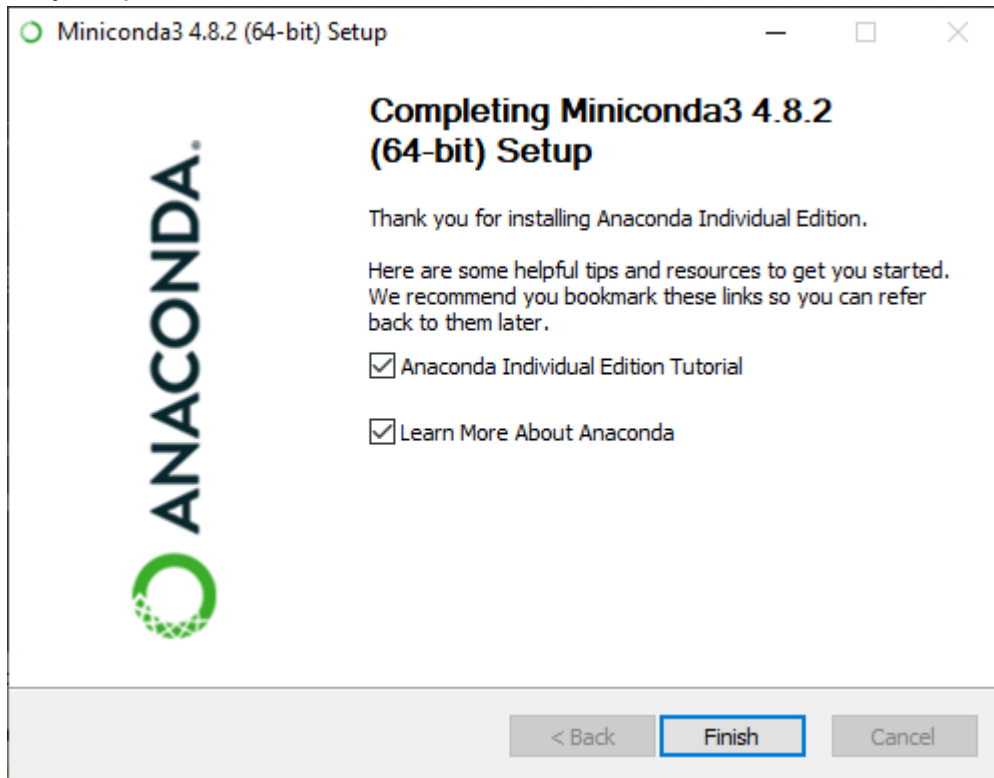 Miniconda3 4.8.2 (64-bit) Setup
ANACONDA.
Completing Miniconda3 4.8.2
(64-bit) Setup
Thank you for installing Anaconda Individual Edition.
Here are some helpful tips and resources to get you started.
We recommend you bookmark these links so you can refer
back to them later.
Anaconda Individual Edition Tutorial
Learn More About Anaconda
< Back
Finish
Cancel